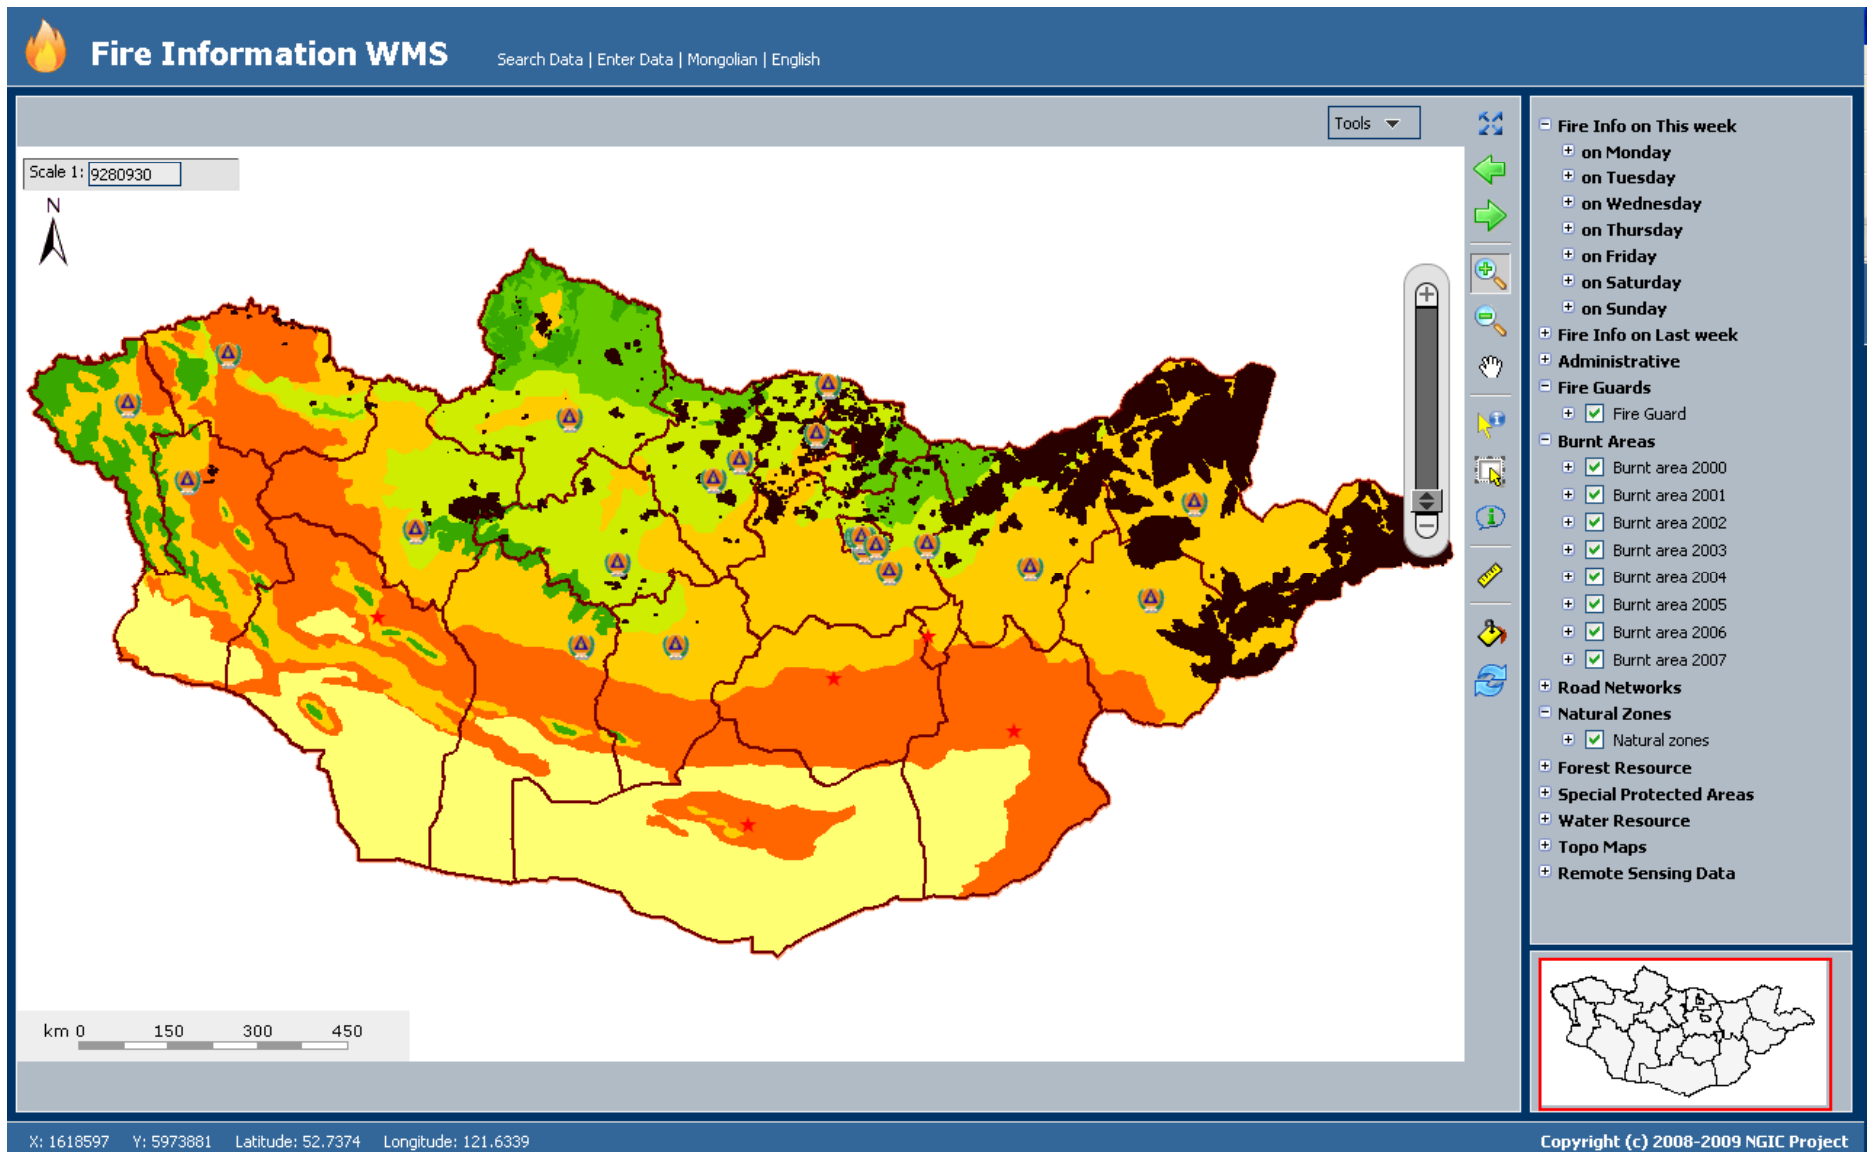 Fire Information WMS
Search Data | Enter Data | Mongolian | English
Tools
Scale 1: 9280930
N
km 0 150 300 450
Fire Info on This week
on Monday
on Tuesday
on Wednesday
on Thursday
on Friday
on Saturday
on Sunday
Fire Info on Last week
Administrative
Fire Guards
Fire Guard
Burnt Areas
Burnt area 2000
Burnt area 2001
Burnt area 2002
Burnt area 2003
Burnt area 2004
Burnt area 2005
Burnt area 2006
Burnt area 2007
Road Networks
Natural Zones
Natural zones
Forest Resource
Special Protected Areas
Water Resource
Topo Maps
Remote Sensing Data
X: 1618597 Y: 5973881 Latitude: 52.7374 Longitude: 121.6339
Copyright (c) 2008-2009 NGIC Project